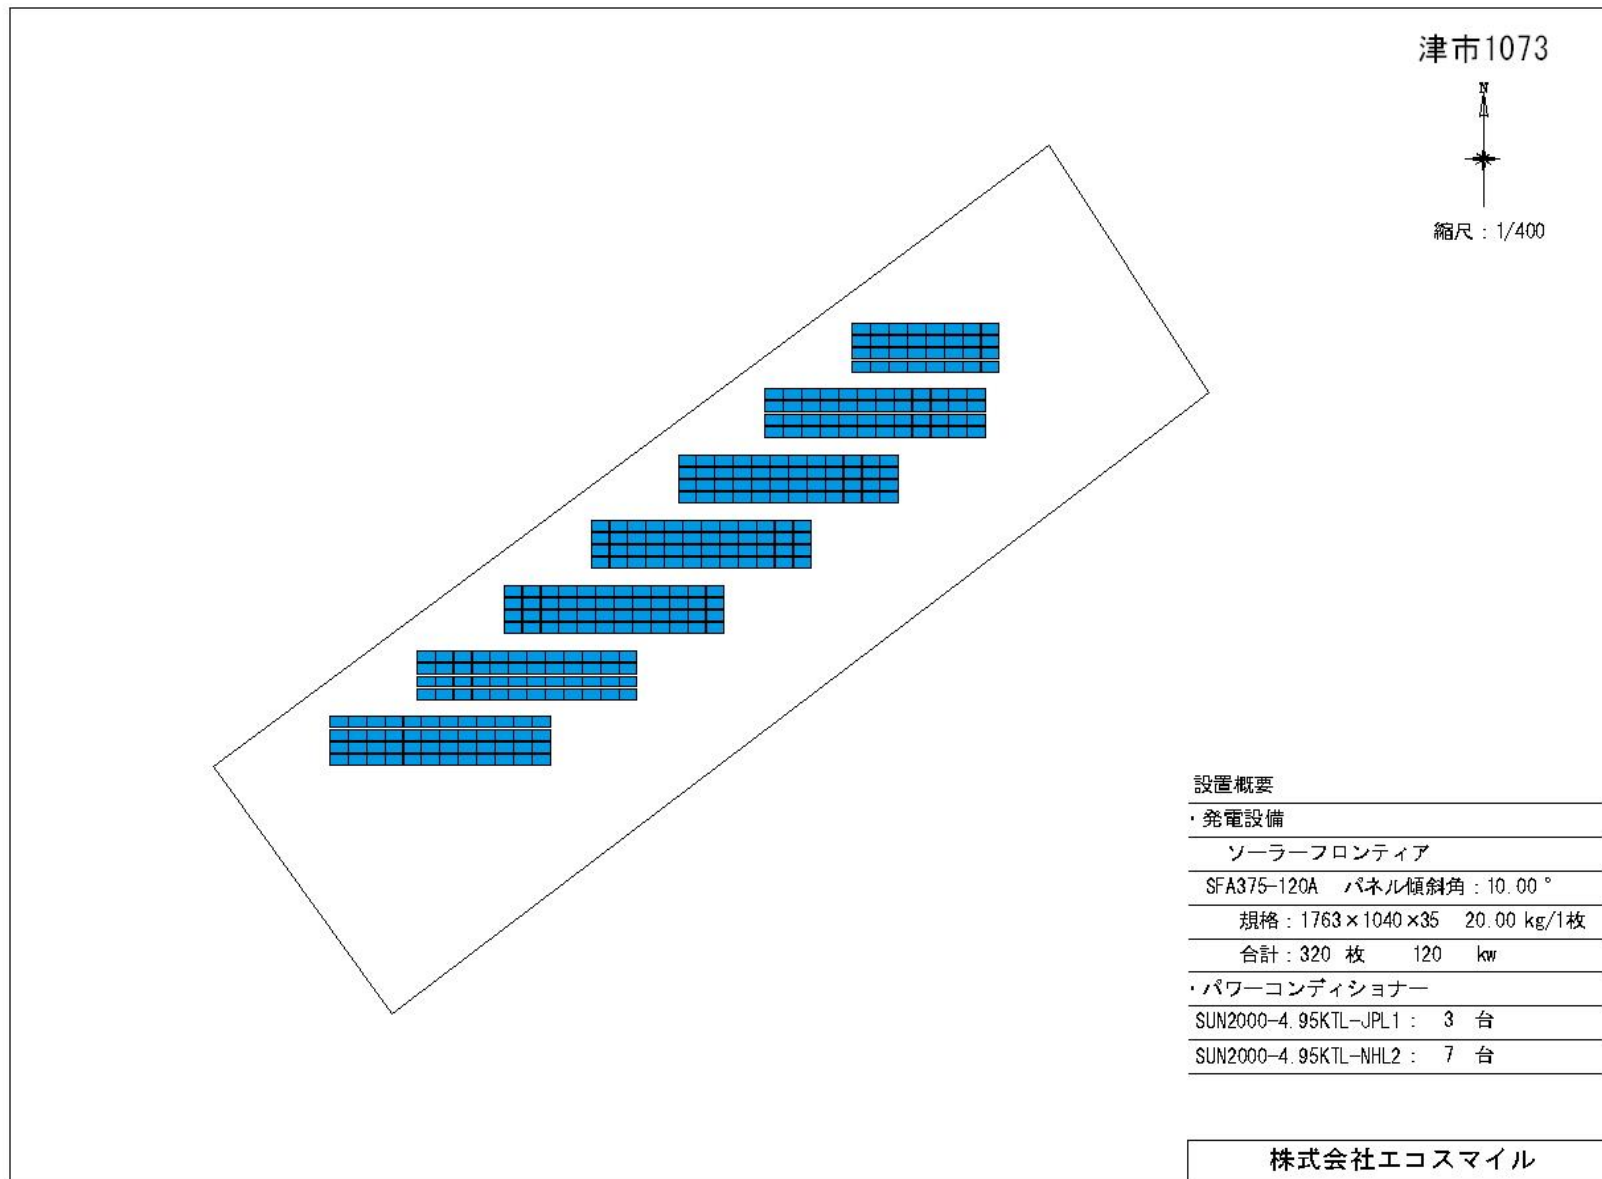 津市1073
N
縮尺:1/400
設置概要
・発電設備
ソーラーフロンティア
SFA375-120A パネル傾斜角:10.00°
規格:1763×1040×35 20.00 kg/1枚
合計:320 枚 120 kw
・パワーコンディショナー
SUN2000-4.95KTL-JPL1: 3 台
SUN2000-4.95KTL-NHL2: 7 台
株式会社エコスマイル